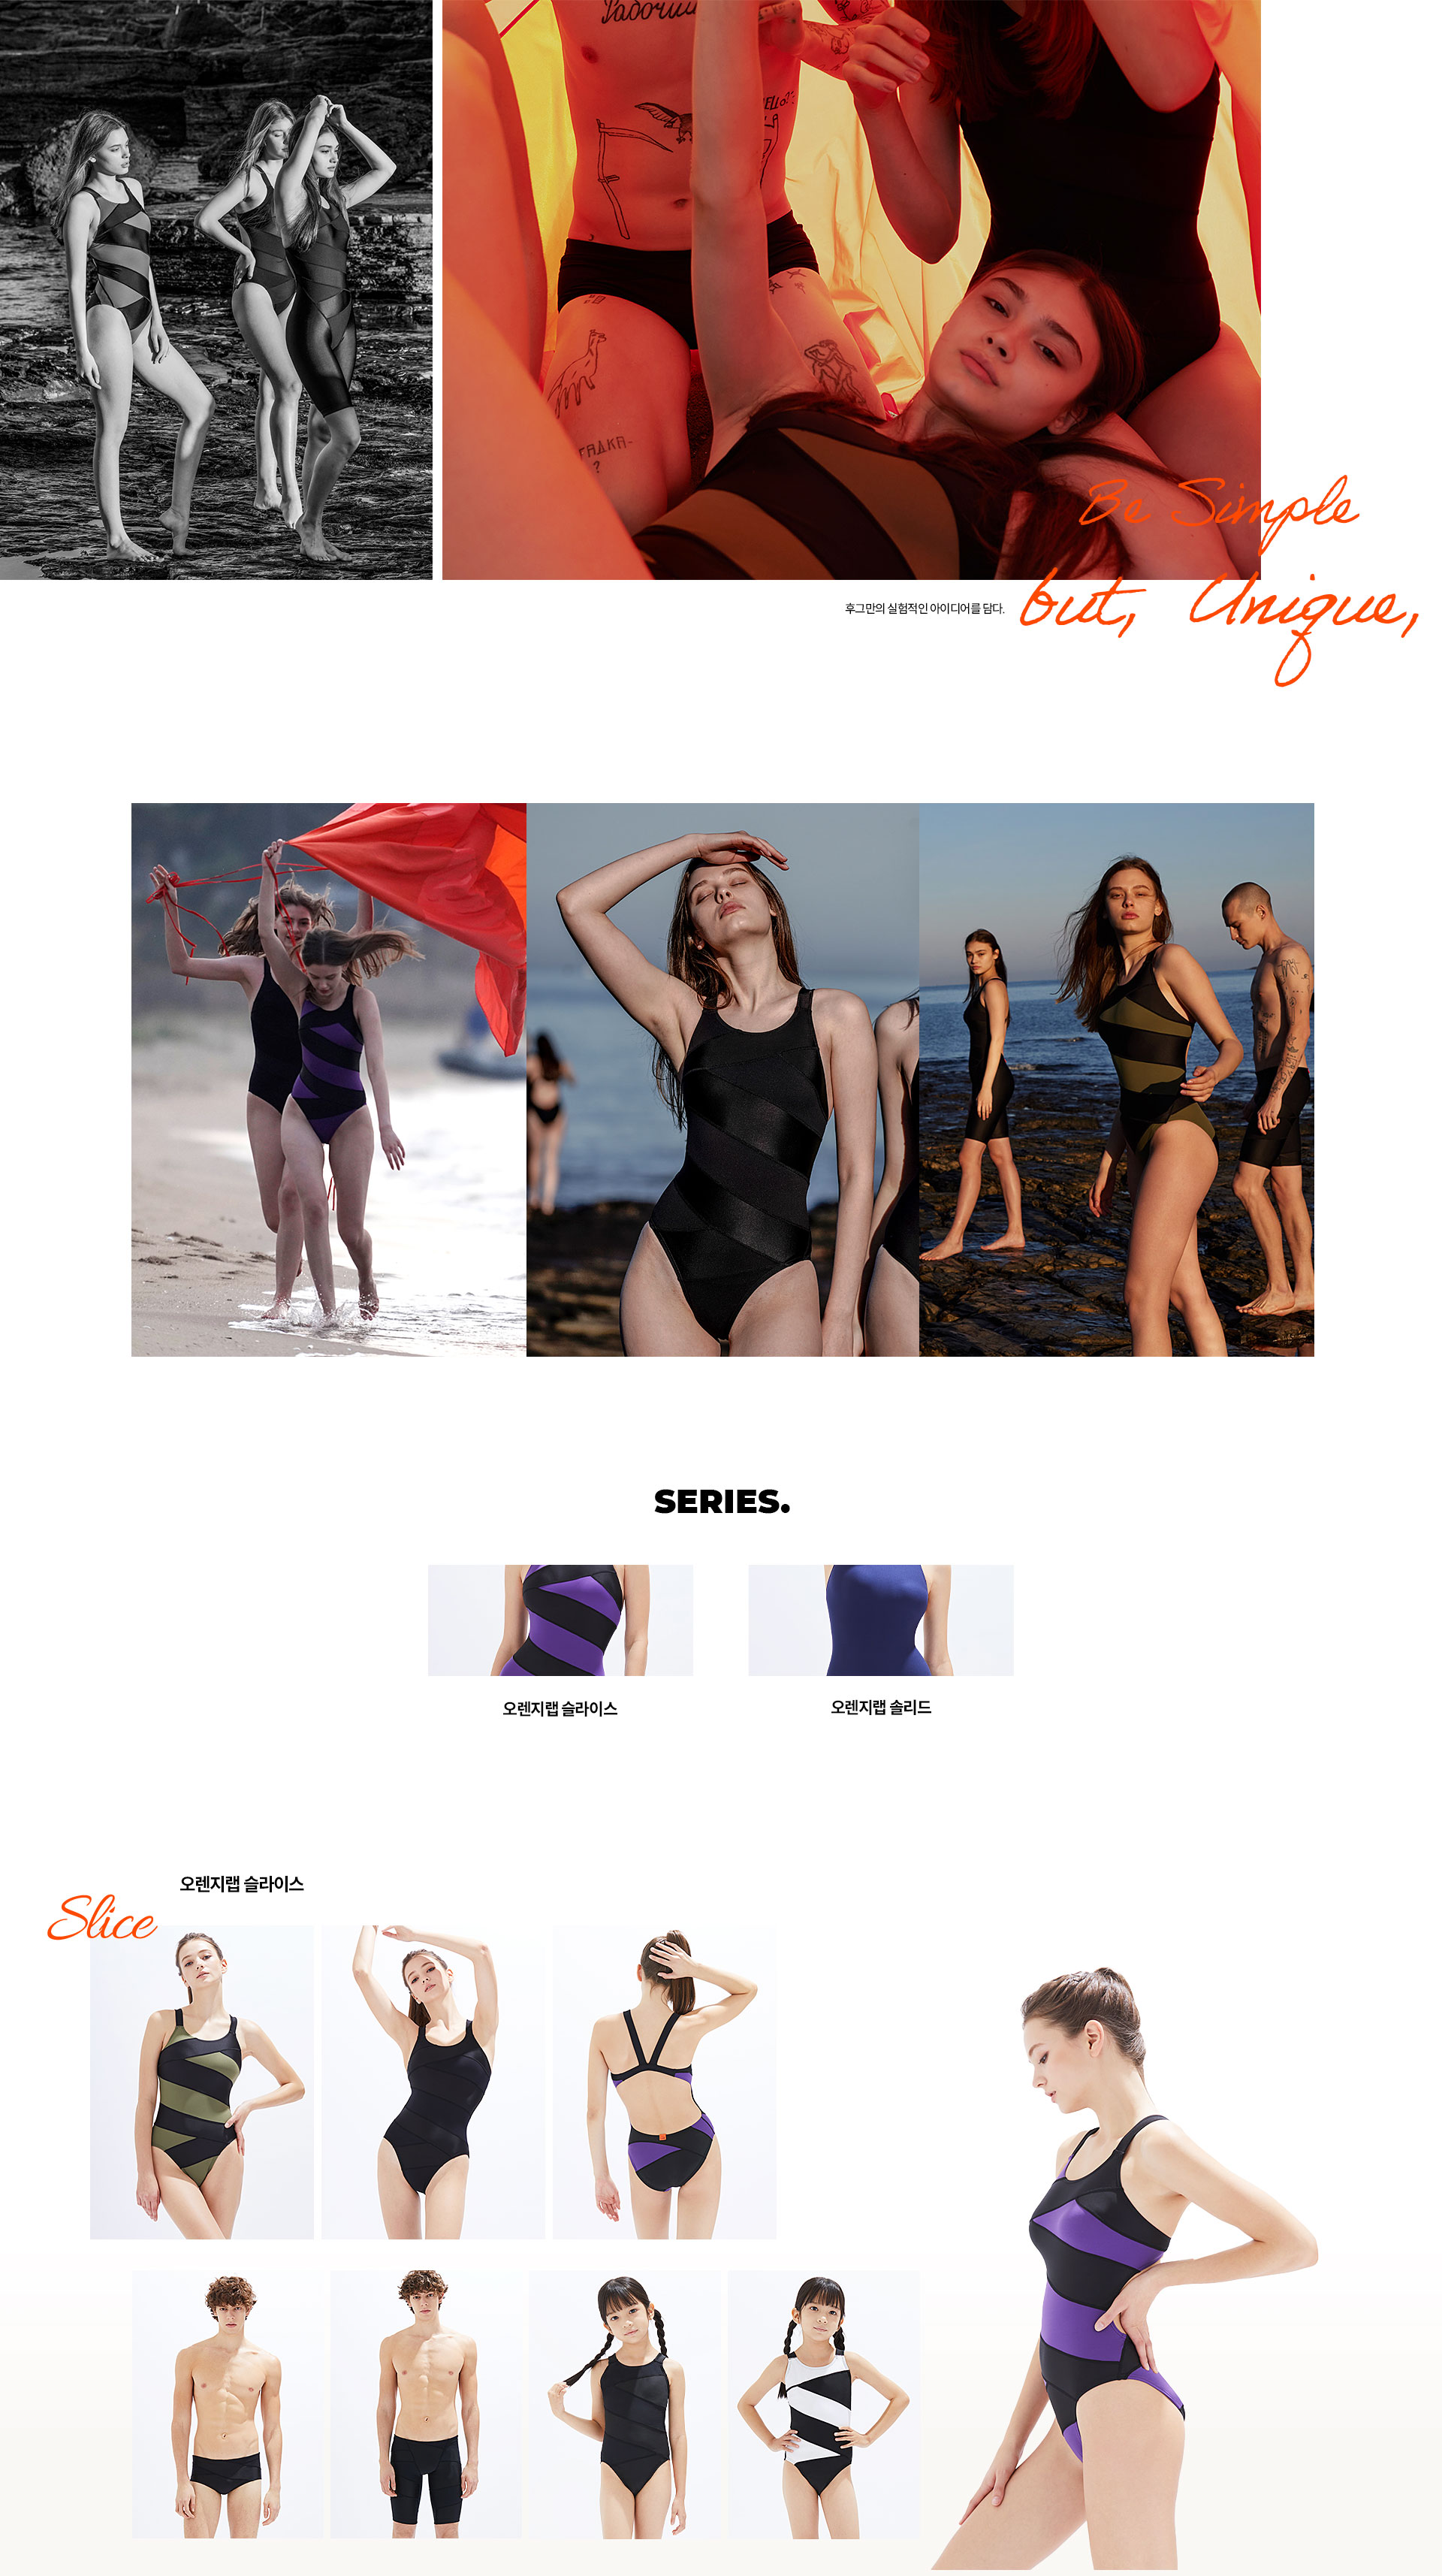 Рабочий
Be Simple
but, Unique,
후그만의 실험적인 아이디어를 담다.
SERIES.
오렌지랩 슬라이스
오렌지랩 솔리드
오렌지랩 슬라이스
Slice